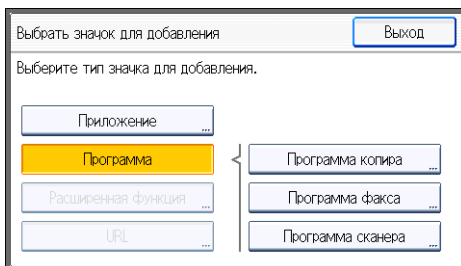 Выбрать значок для добавления
Выход
Выберите тип значка для добавления.
Приложение
Программа
Программа копира
Расширенная функция
Программа факса
URL
Программа сканера